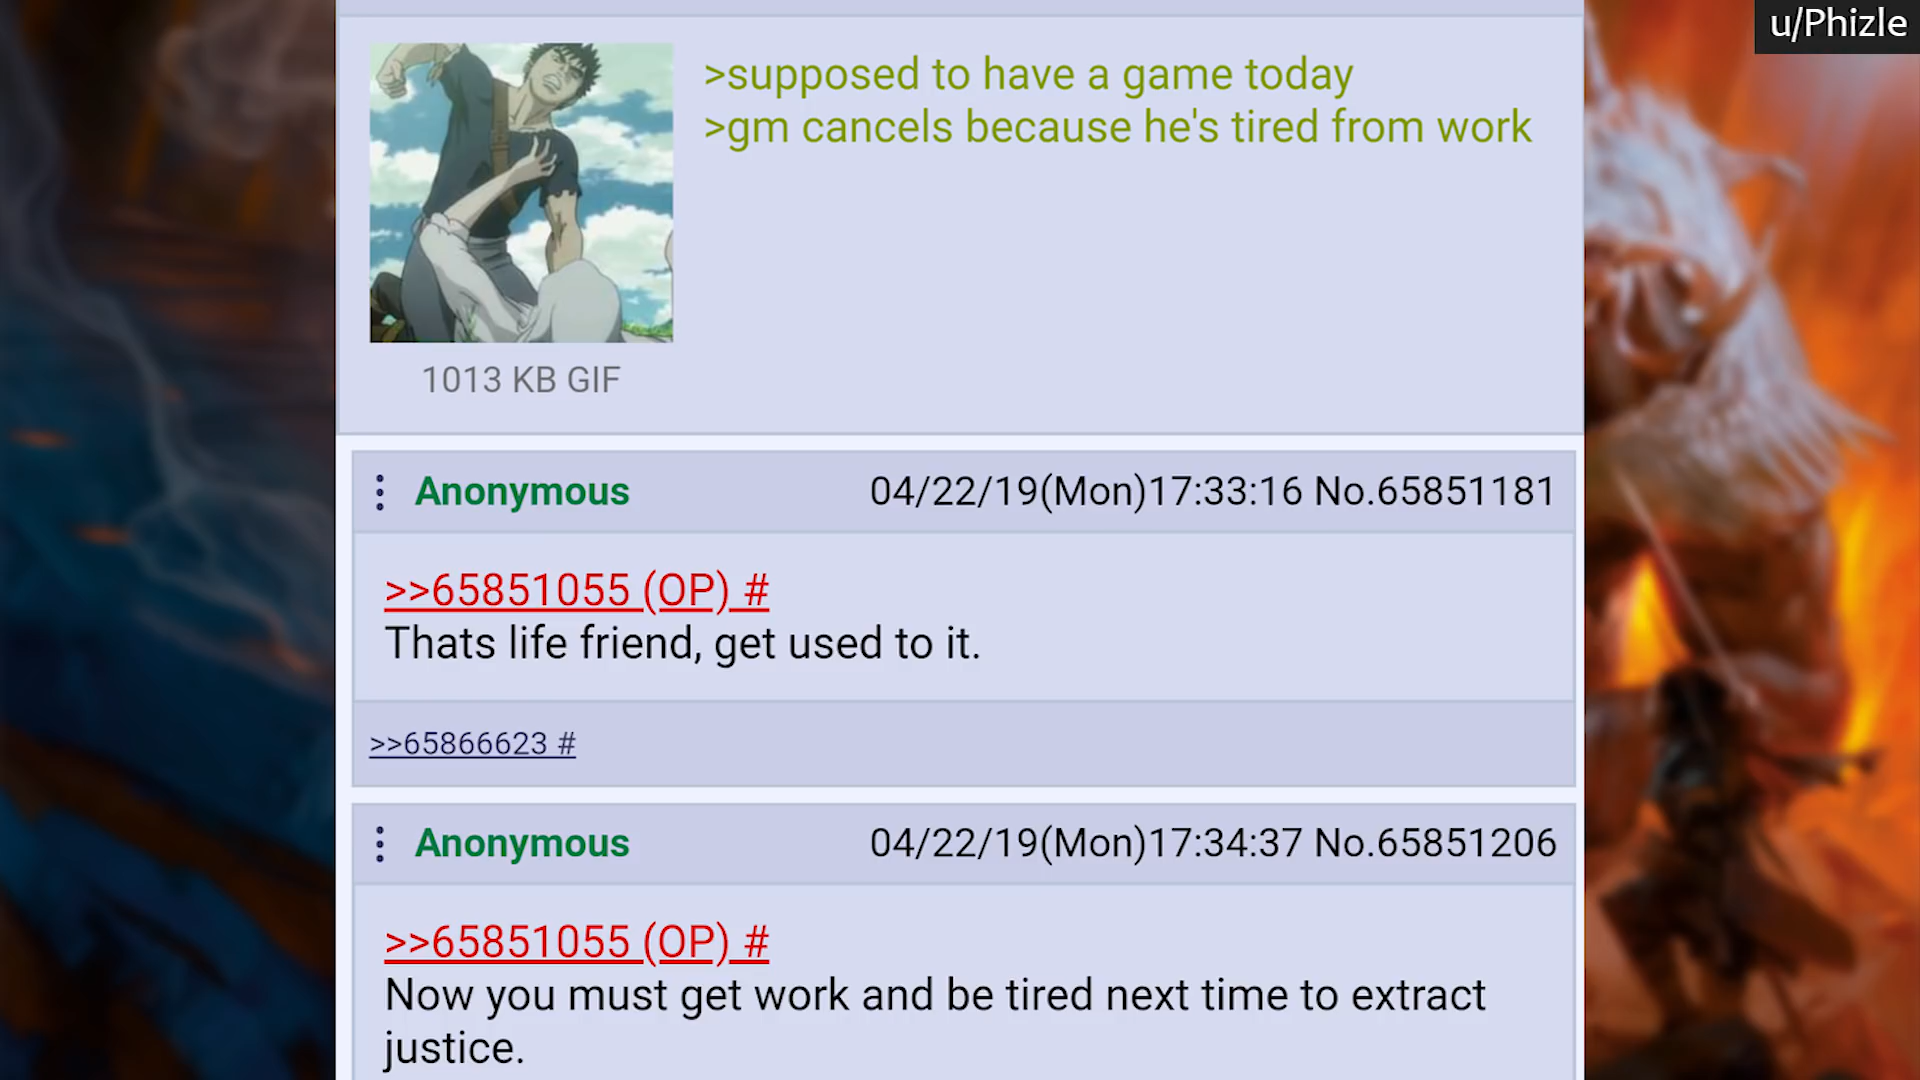 u/Phizle
>supposed to have a game today
>gm cancels because he's tired from work
1013 KB GIF
Anonymous 04/22/19(Mon)17:33:16 No.65851181
>>65851055 (OP) #
Thats life friend, get used to it.
>>65866623 #
Anonymous 04/22/19(Mon)17:34:37 No.65851206
>>65851055 (OP) #
Now you must get work and be tired next time to extract
justice.